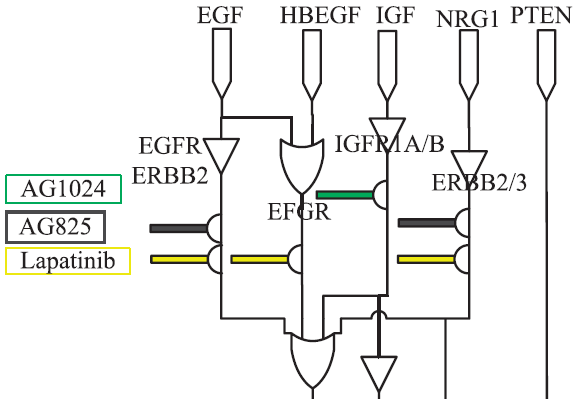 EGF HBEGF IGF NRG1 PTEN
EGFR
ERBB2
IGFR1A/B
ERBB2/3
AG1024
EFGR
AG825
Lapatinib